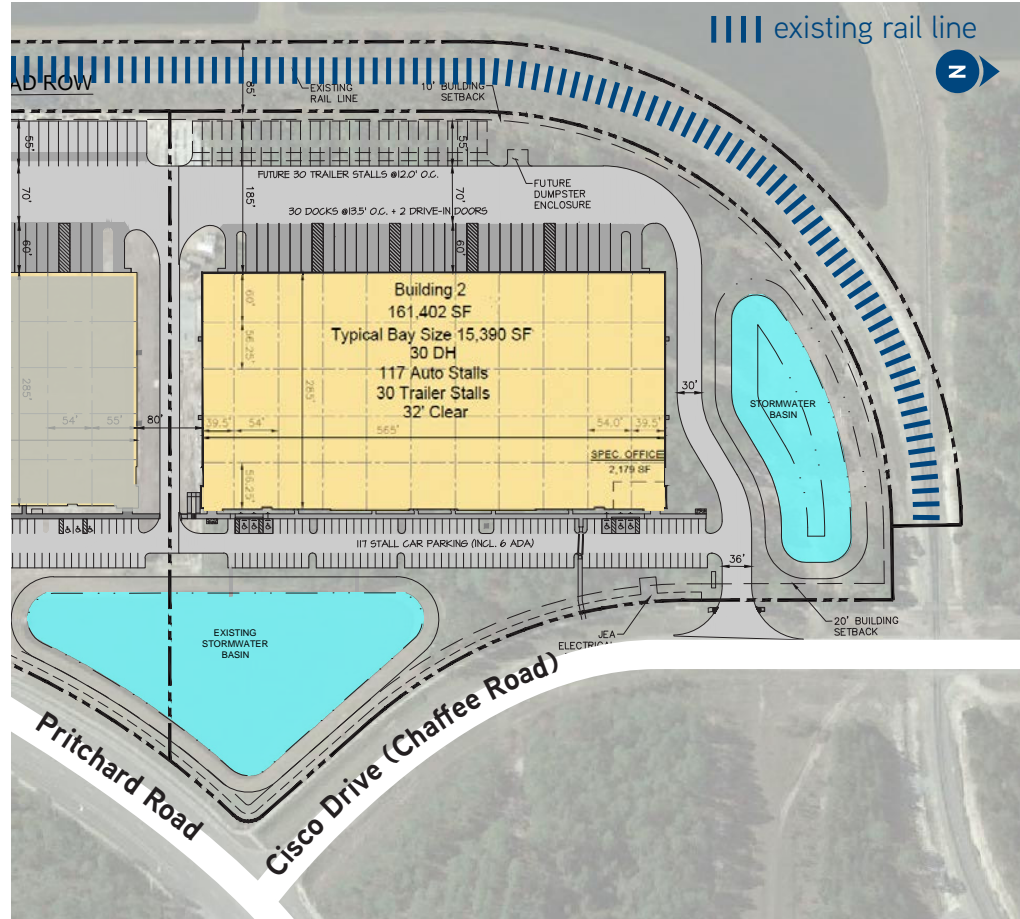 existing rail line
N
AD ROW
EXISTING
RAIL LINE
10' BUILDING
SETBACK
85'
55'
55'
FUTURE 30 TRAILER STALLS @12.0' O.C.
FUTURE
DUMPSTER
ENCLOSURE
70'
185'
70'
30 DOCKS @13.5' O.C. + 2 DRIVE-IN DOORS
60'
60'
Building 2
161,402 SF
Typical Bay Size 15,390 SF
30 DH
117 Auto Stalls
30 Trailer Stalls
32' Clear
60'
56.25'
285'
285'
30'
STORMWATER
BASIN
54'
55'
80'
39.5'
54'
565'
54.0'
39.5'
SPEC. OFFICE
2,179 SF
56.25'
117 STALL CAR PARKING (INCL. 6 ADA)
36'
20' BUILDING
SETBACK
EXISTING
STORMWATER
BASIN
JEA
Pritchard Road
Cisco Drive (Chaffee Road)